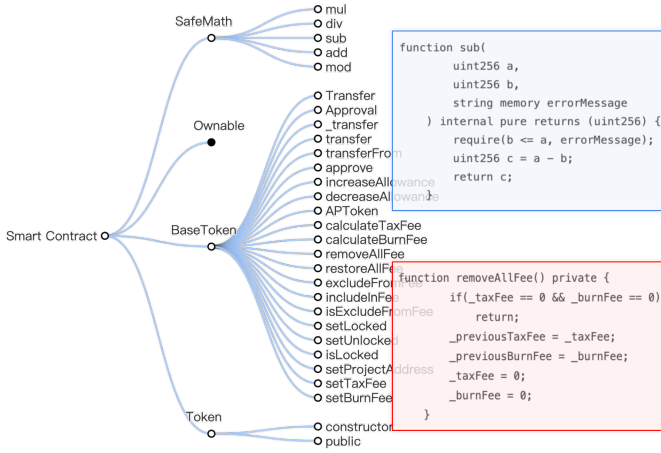 Smart Contract
SafeMath
mul
div
sub
add
mod
Ownable
BaseToken
Transfer
Approval
_transfer
transfer
transferFrom
approve
increaseAllowance
decreaseAllowance
APToken
calculateTaxFee
calculateBurnFee
removeAllFee
restoreAllFee
excludeFromFee
includeInFee
isExcludeFromFee
setLocked
setUnlocked
isLocked
setProjectAddress
setTaxFee
setBurnFee
Token
constructor
public
function sub(
uint256 a,
uint256 b,
string memory errorMessage
) internal pure returns (uint256) {
require(b <= a, errorMessage);
uint256 c = a - b;
return c;
}
function removeAllFee() private {
if(_taxFee == 0 && _burnFee == 0)
return;
_previousTaxFee = _taxFee;
_previousBurnFee = _burnFee;
_taxFee = 0;
_burnFee = 0;
}